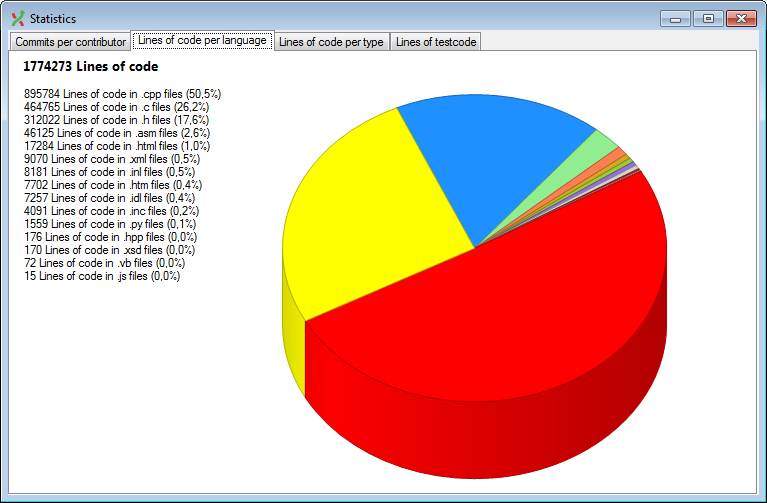 Statistics
Commits per contributor
Lines of code per language
Lines of code per type
Lines of testcode
1774273 Lines of code
895784 Lines of code in .cpp files (50,5%)
464765 Lines of code in .c files (26,2%)
312022 Lines of code in .h files (17,6%)
46125 Lines of code in .asm files (2,6%)
17284 Lines of code in .html files (1,0%)
9070 Lines of code in .xml files (0,5%)
8181 Lines of code in .inl files (0,5%)
7702 Lines of code in .htm files (0,4%)
7257 Lines of code in .idl files (0,4%)
4091 Lines of code in .inc files (0,2%)
1559 Lines of code in .py files (0,1%)
176 Lines of code in .hpp files (0,0%)
170 Lines of code in .xsd files (0,0%)
72 Lines of code in .vb files (0,0%)
15 Lines of code in .js files (0,0%)